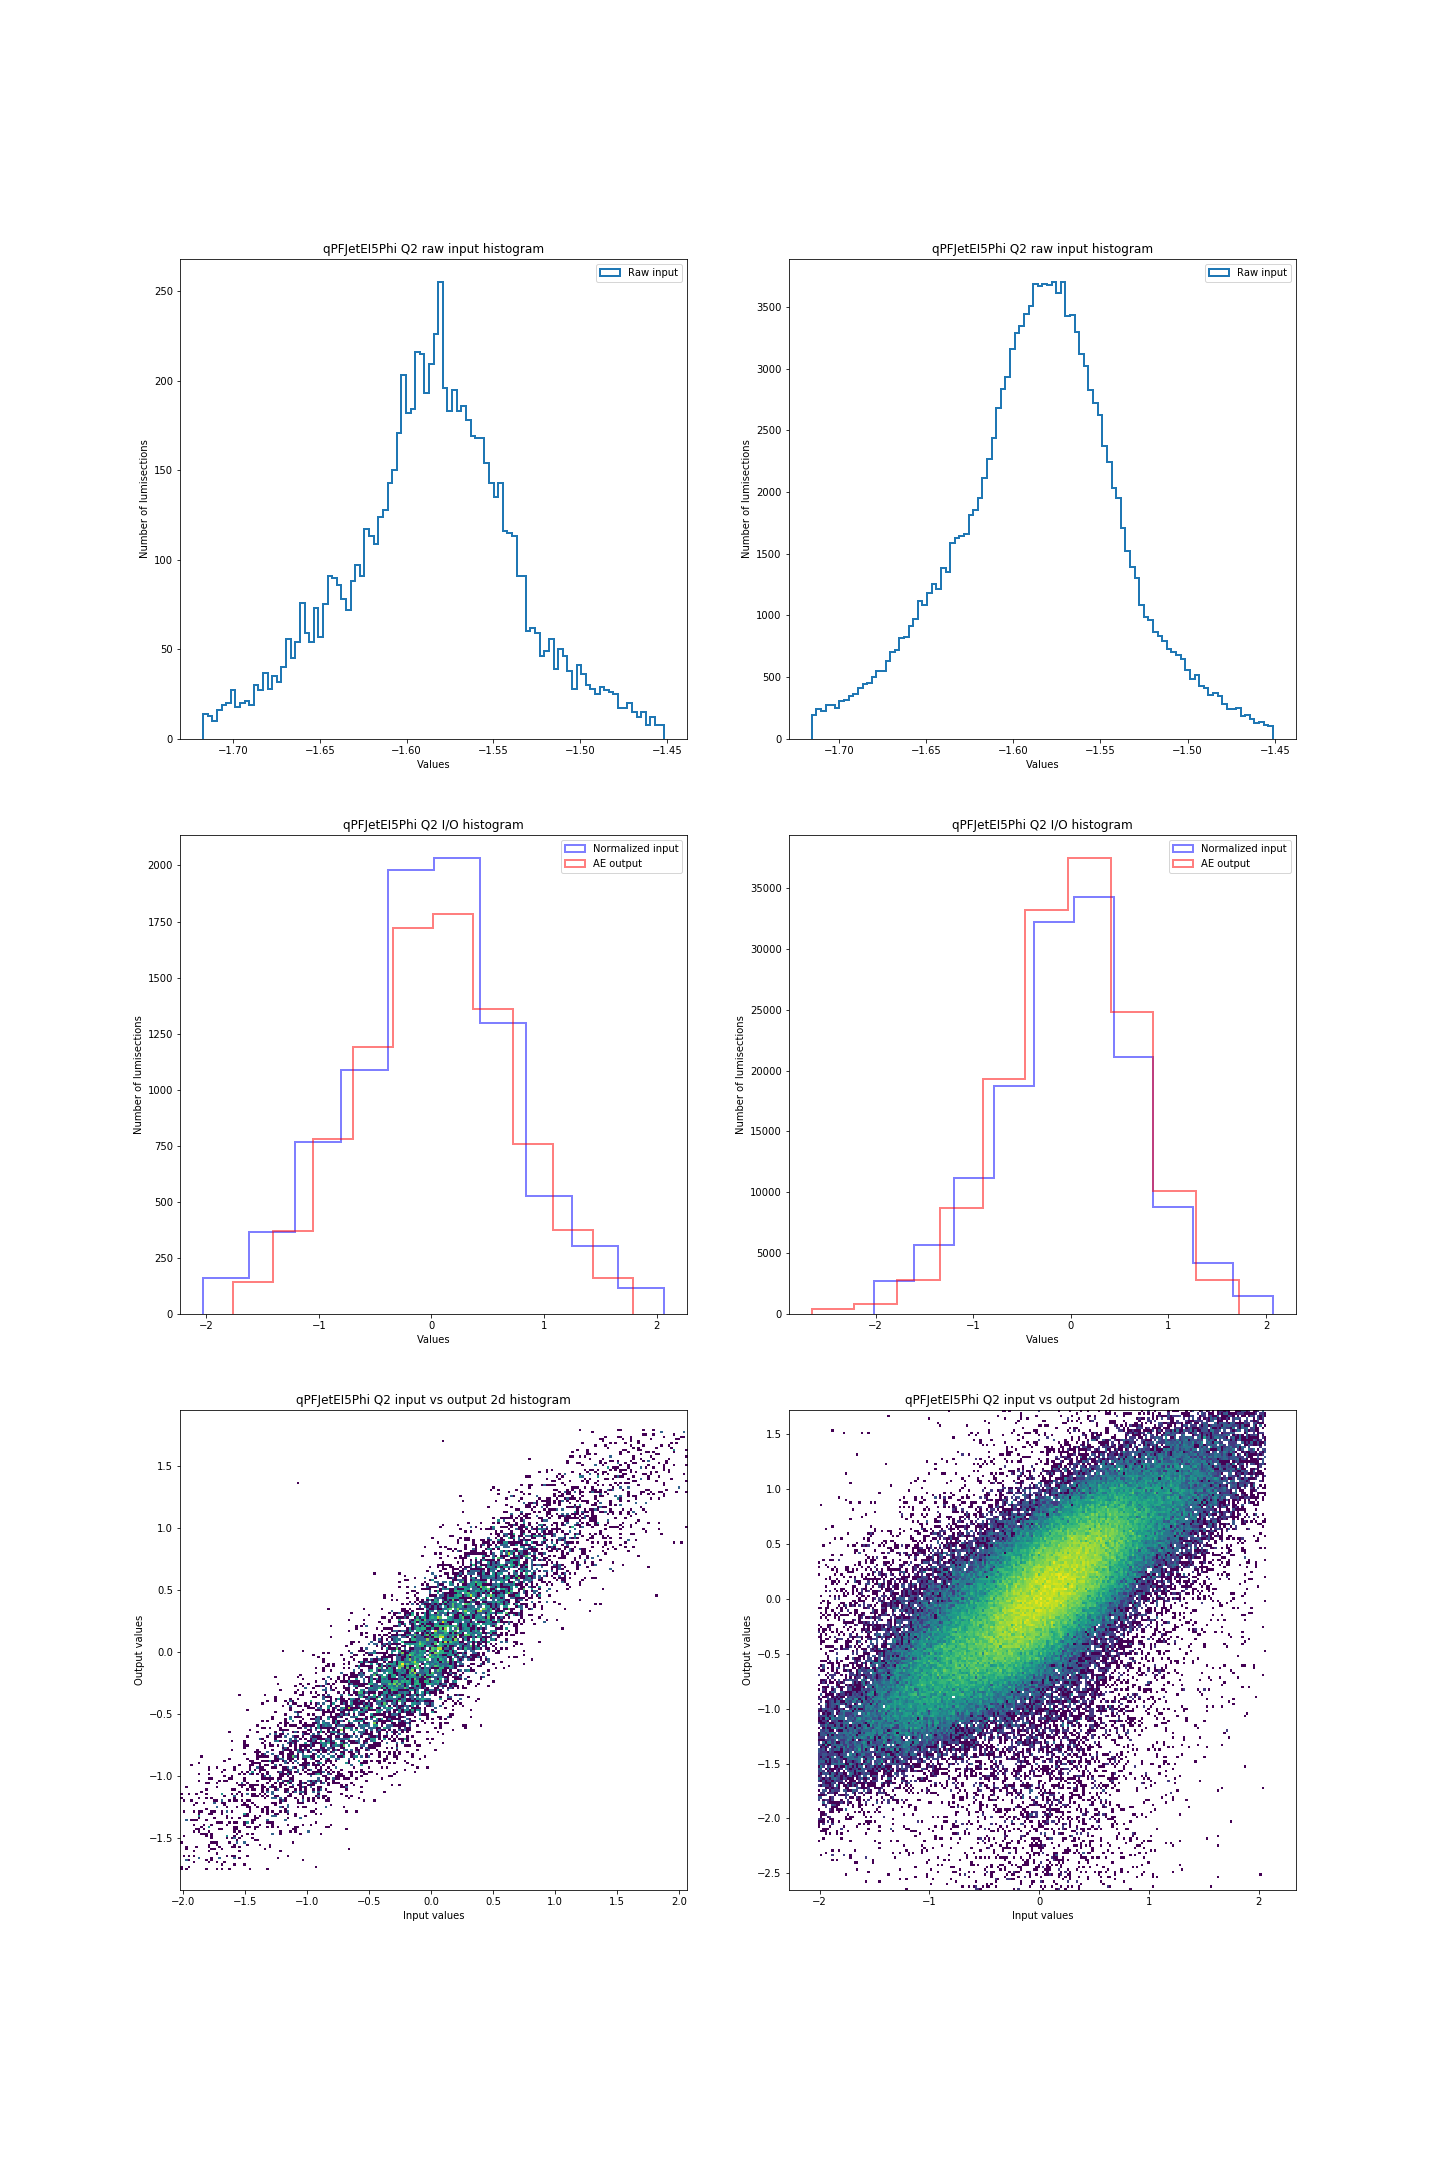 qPFJetEI5Phi Q2 raw input histogram
Raw input
Number of lumisections
250
200
150
100
50
0
−1.70 −1.65 −1.60 −1.55 −1.50 −1.45
Values
qPFJetEI5Phi Q2 raw input histogram
Raw input
Number of lumisections
3500
3000
2500
2000
1500
1000
500
0
−1.70 −1.65 −1.60 −1.55 −1.50 −1.45
Values
qPFJetEI5Phi Q2 I/O histogram
Normalized input
AE output
Number of lumisections
2000
1750
1500
1250
1000
750
500
250
0
−2 −1 0 1 2
Values
qPFJetEI5Phi Q2 I/O histogram
Normalized input
AE output
Number of lumisections
35000
30000
25000
20000
15000
10000
5000
0
−2 −1 0 1 2
Values
qPFJetEI5Phi Q2 input vs output 2d histogram
Output values
1.5
1.0
0.5
0.0
−0.5
−1.0
−1.5
−2.0 −1.5 −1.0 −0.5 0.0 0.5 1.0 1.5 2.0
Input values
qPFJetEI5Phi Q2 input vs output 2d histogram
Output values
1.5
1.0
0.5
0.0
−0.5
−1.0
−1.5
−2.0
−2.5
−2 −1 0 1 2
Input values